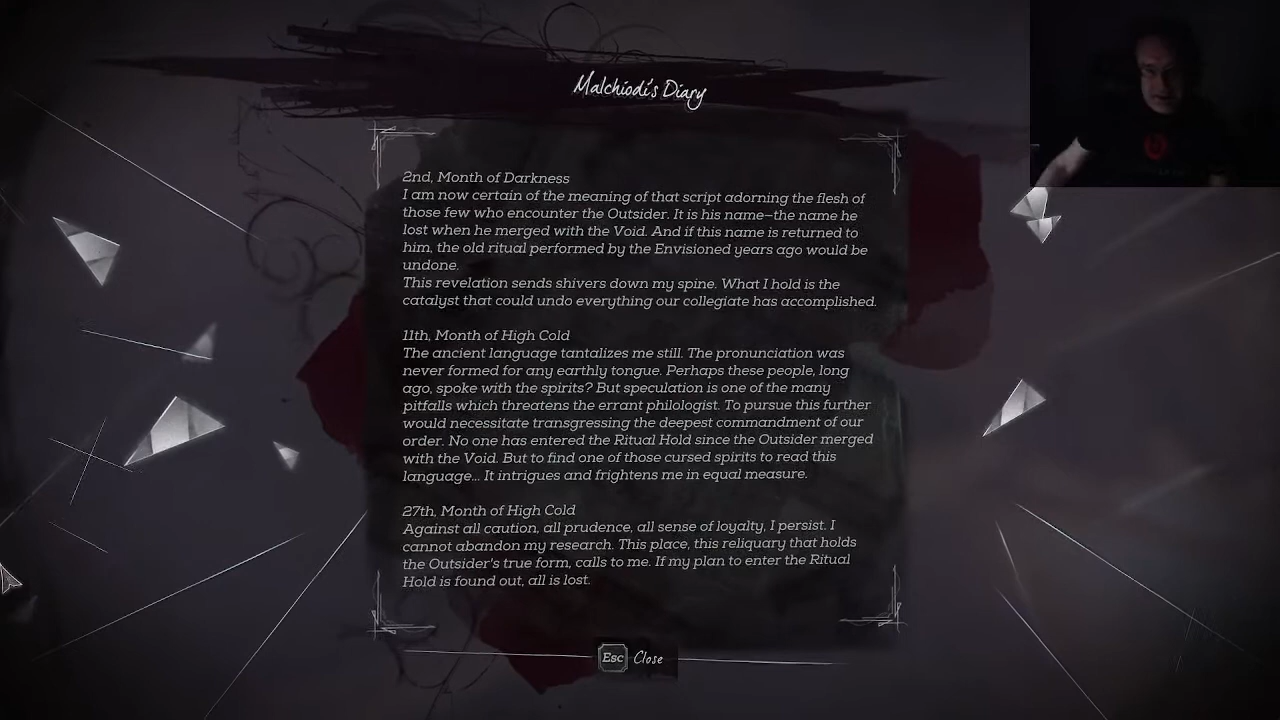 Malchiodi's Diary
2nd, Month of Darkness
I am now certain of the meaning of that script adorning the flesh of
those few who encounter the Outsider. It is his name—the name he
lost when he merged with the Void. And if this name is returned to
him, the old ritual performed by the Envisioned years ago would be
undone.
This revelation sends shivers down my spine. What I hold is the
catalyst that could undo everything our collegiate has accomplished.
11th, Month of High Cold
The ancient language tantalizes me still. The pronunciation was
never formed for any earthly tongue. Perhaps these people, long
ago, spoke with the spirits? But speculation is one of the many
pitfalls which threatens the errant philologist. To pursue this further
would necessitate transgressing the deepest commandment of our
order. No one has entered the Ritual Hold since the Outsider merged
with the Void. But to find one of those cursed spirits to read this
language... It intrigues and frightens me in equal measure.
27th, Month of High Cold
Against all caution, all prudence, all sense of loyalty, I persist. I
cannot abandon my research. This place, this reliquary that holds
the Outsider's true form, calls to me. If my plan to enter the Ritual
Hold is found out, all is lost.
Esc Close